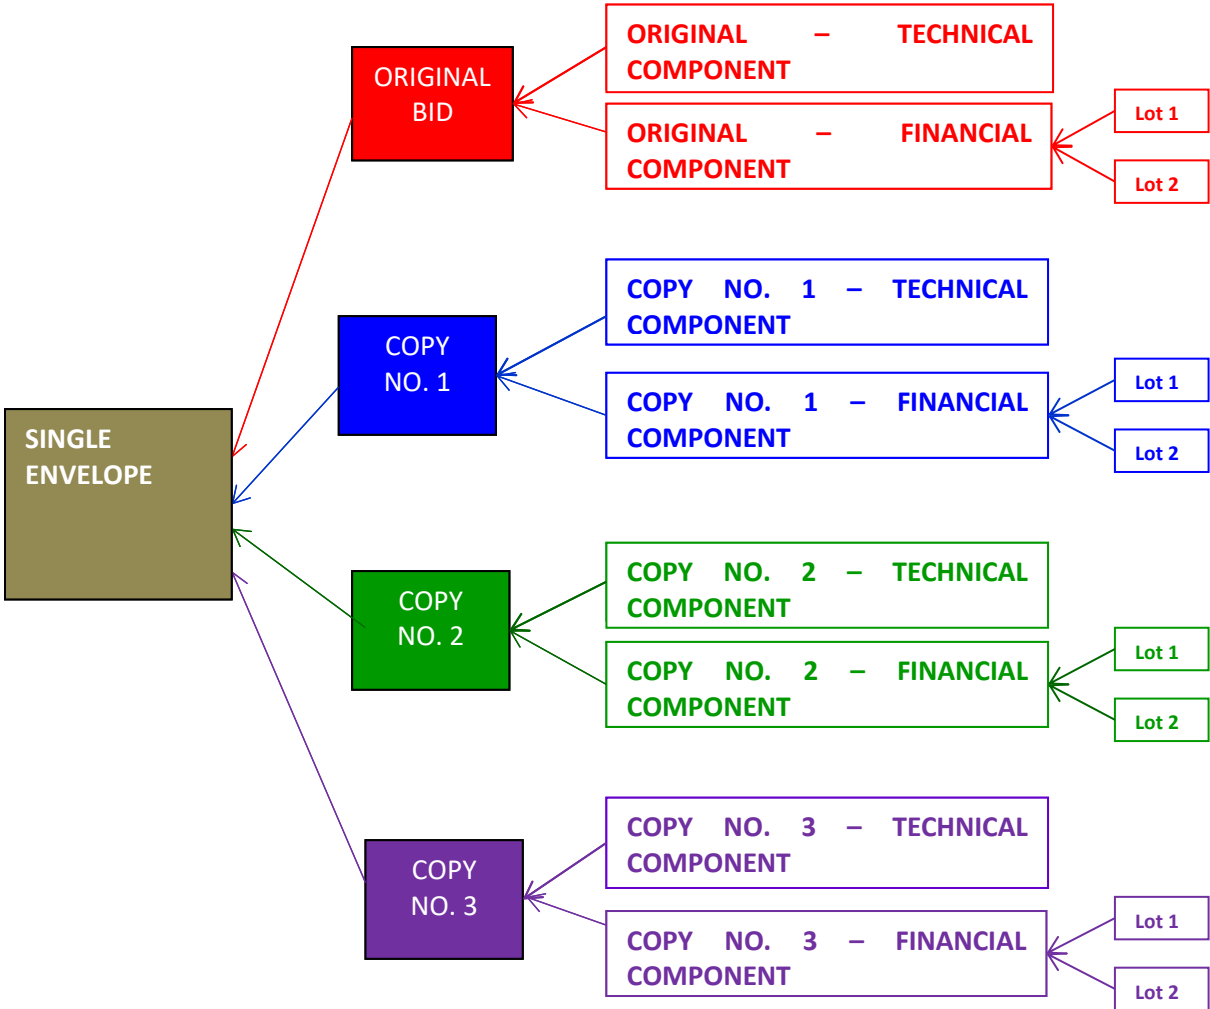 ORIGINAL – TECHNICAL
COMPONENT
ORIGINAL
BID
ORIGINAL – FINANCIAL
COMPONENT
Lot 1
Lot 2
COPY NO. 1 – TECHNICAL
COMPONENT
COPY
NO. 1
COPY NO. 1 – FINANCIAL
COMPONENT
Lot 1
Lot 2
SINGLE
ENVELOPE
COPY NO. 2 – TECHNICAL
COMPONENT
COPY
NO. 2
COPY NO. 2 – FINANCIAL
COMPONENT
Lot 1
Lot 2
COPY NO. 3 – TECHNICAL
COMPONENT
COPY
NO. 3
COPY NO. 3 – FINANCIAL
COMPONENT
Lot 1
Lot 2